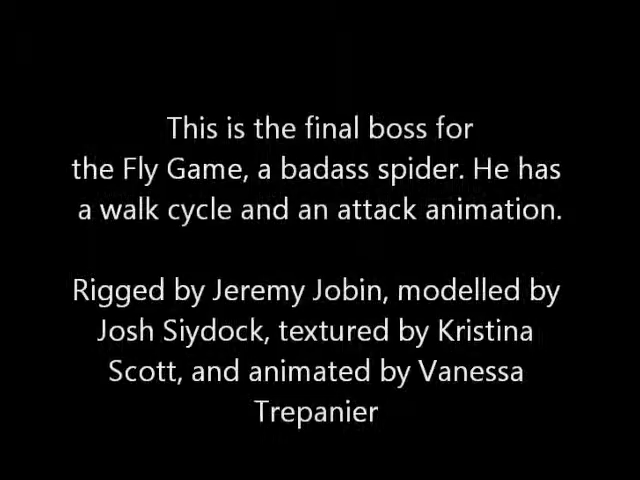 This is the final boss for
the Fly Game, a badass spider. He has
a walk cycle and an attack animation.
Rigged by Jeremy Jobin, modelled by
Josh Siydock, textured by Kristina
Scott, and animated by Vanessa
Trepanier